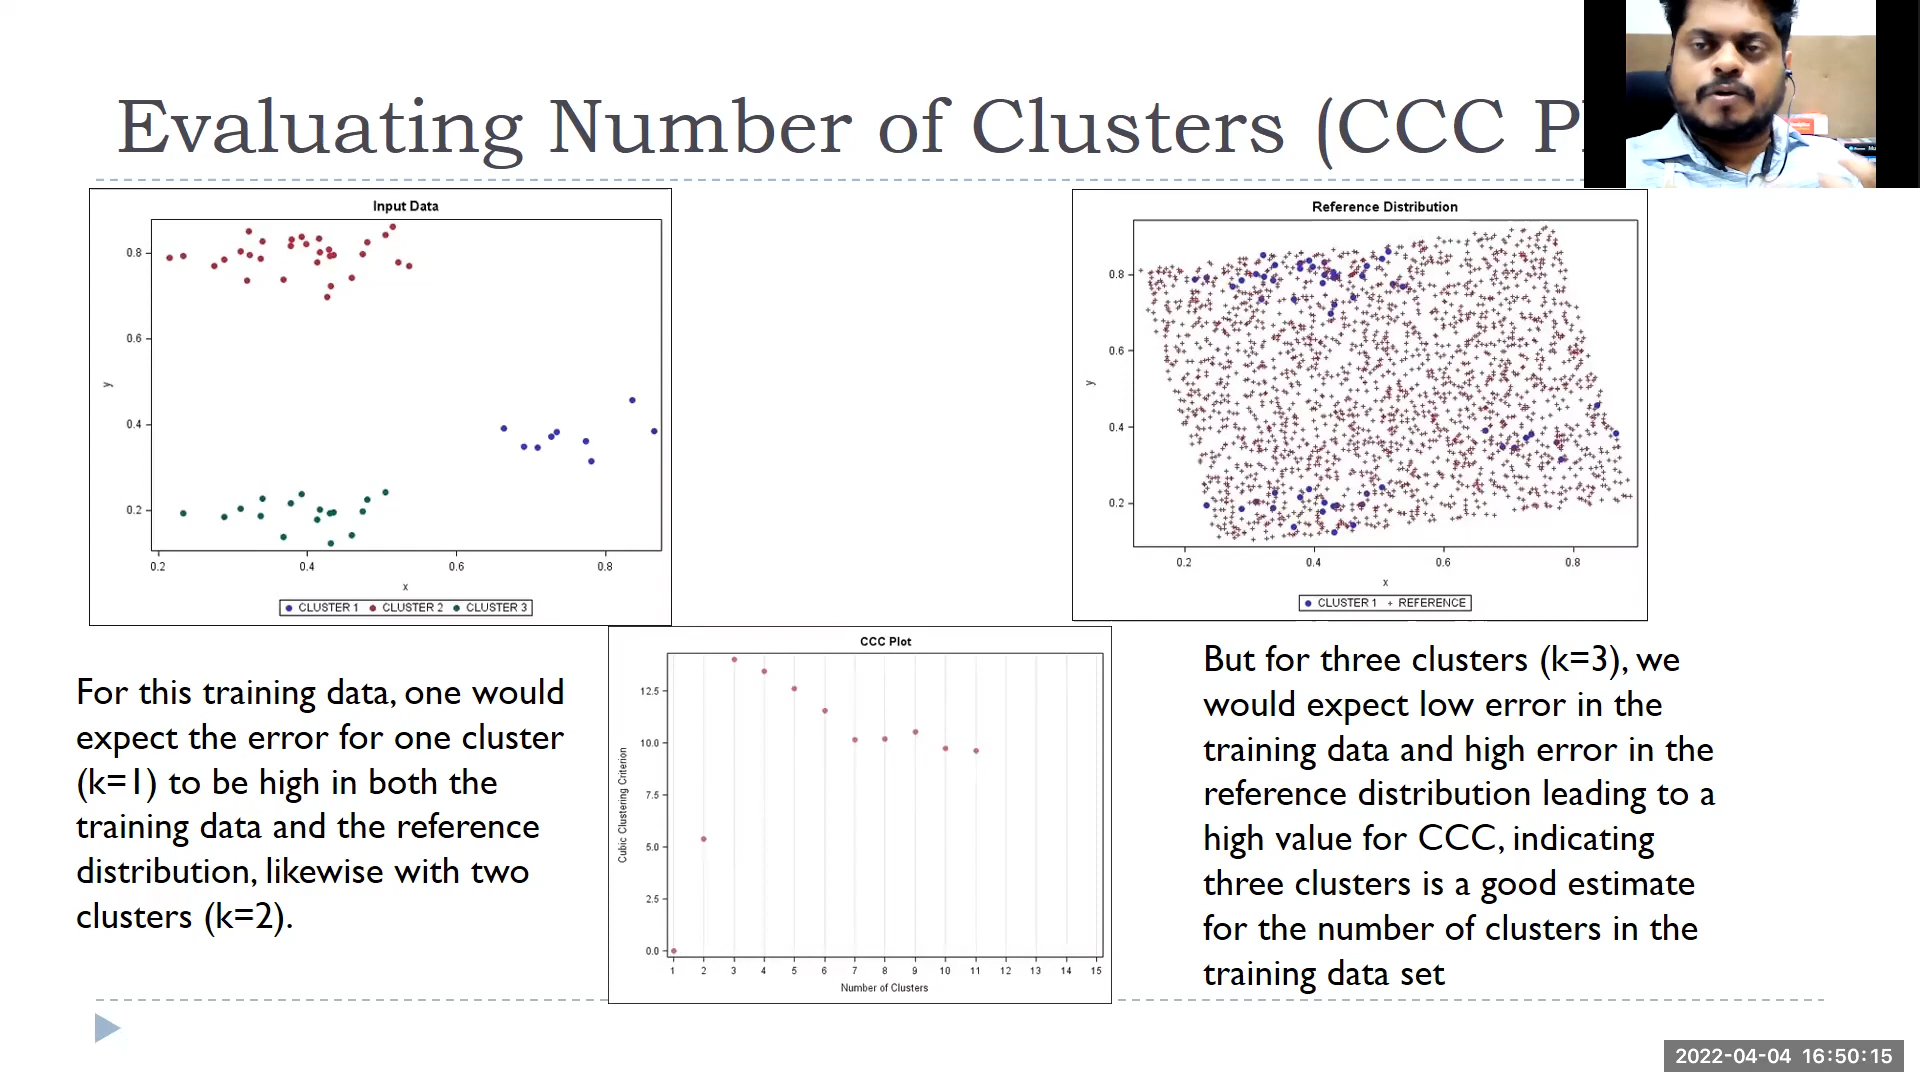 Evaluating Number of Clusters (CCC P
Input Data
0.8
0.6
0.4
0.2
y
0.2 0.4 0.6 0.8
x
CLUSTER 1 CLUSTER 2 CLUSTER 3
Reference Distribution
0.8
0.6
0.4
0.2
y
0.2 0.4 0.6 0.8
x
CLUSTER 1 + REFERENCE
For this training data, one would
expect the error for one cluster
(k=1) to be high in both the
training data and the reference
distribution, likewise with two
clusters (k=2).
CCC Plot
12.5
10.0
7.5
5.0
2.5
0.0
Cubic Clustering Criterion
1 2 3 4 5 6 7 8 9 10 11 12 13 14 15
Number of Clusters
But for three clusters (k=3), we
would expect low error in the
training data and high error in the
reference distribution leading to a
high value for CCC, indicating
three clusters is a good estimate
for the number of clusters in the
training data set
2022-04-04 16:50:15